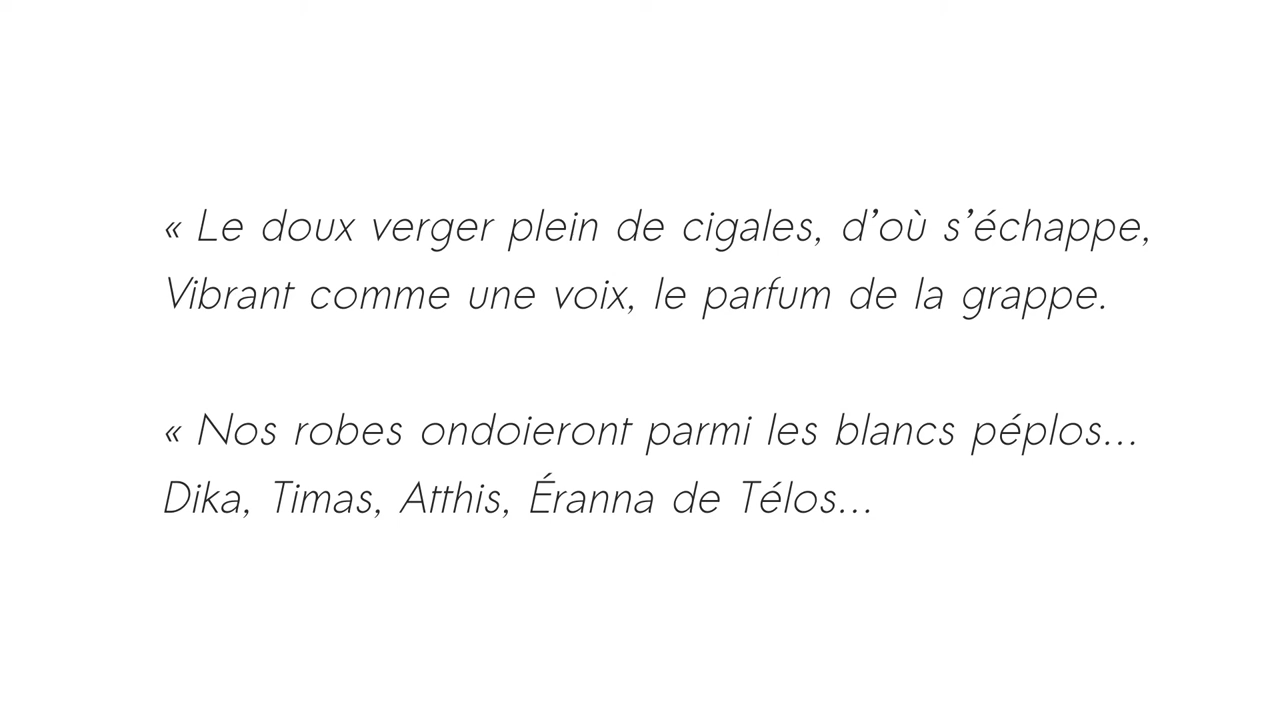 « Le doux verger plein de cigales, d’où s’échappe,
Vibrant comme une voix, le parfum de la grappe.
« Nos robes ondoieront parmi les blancs péplos...
Dika, Timas, Atthis, Éranna de Télos...